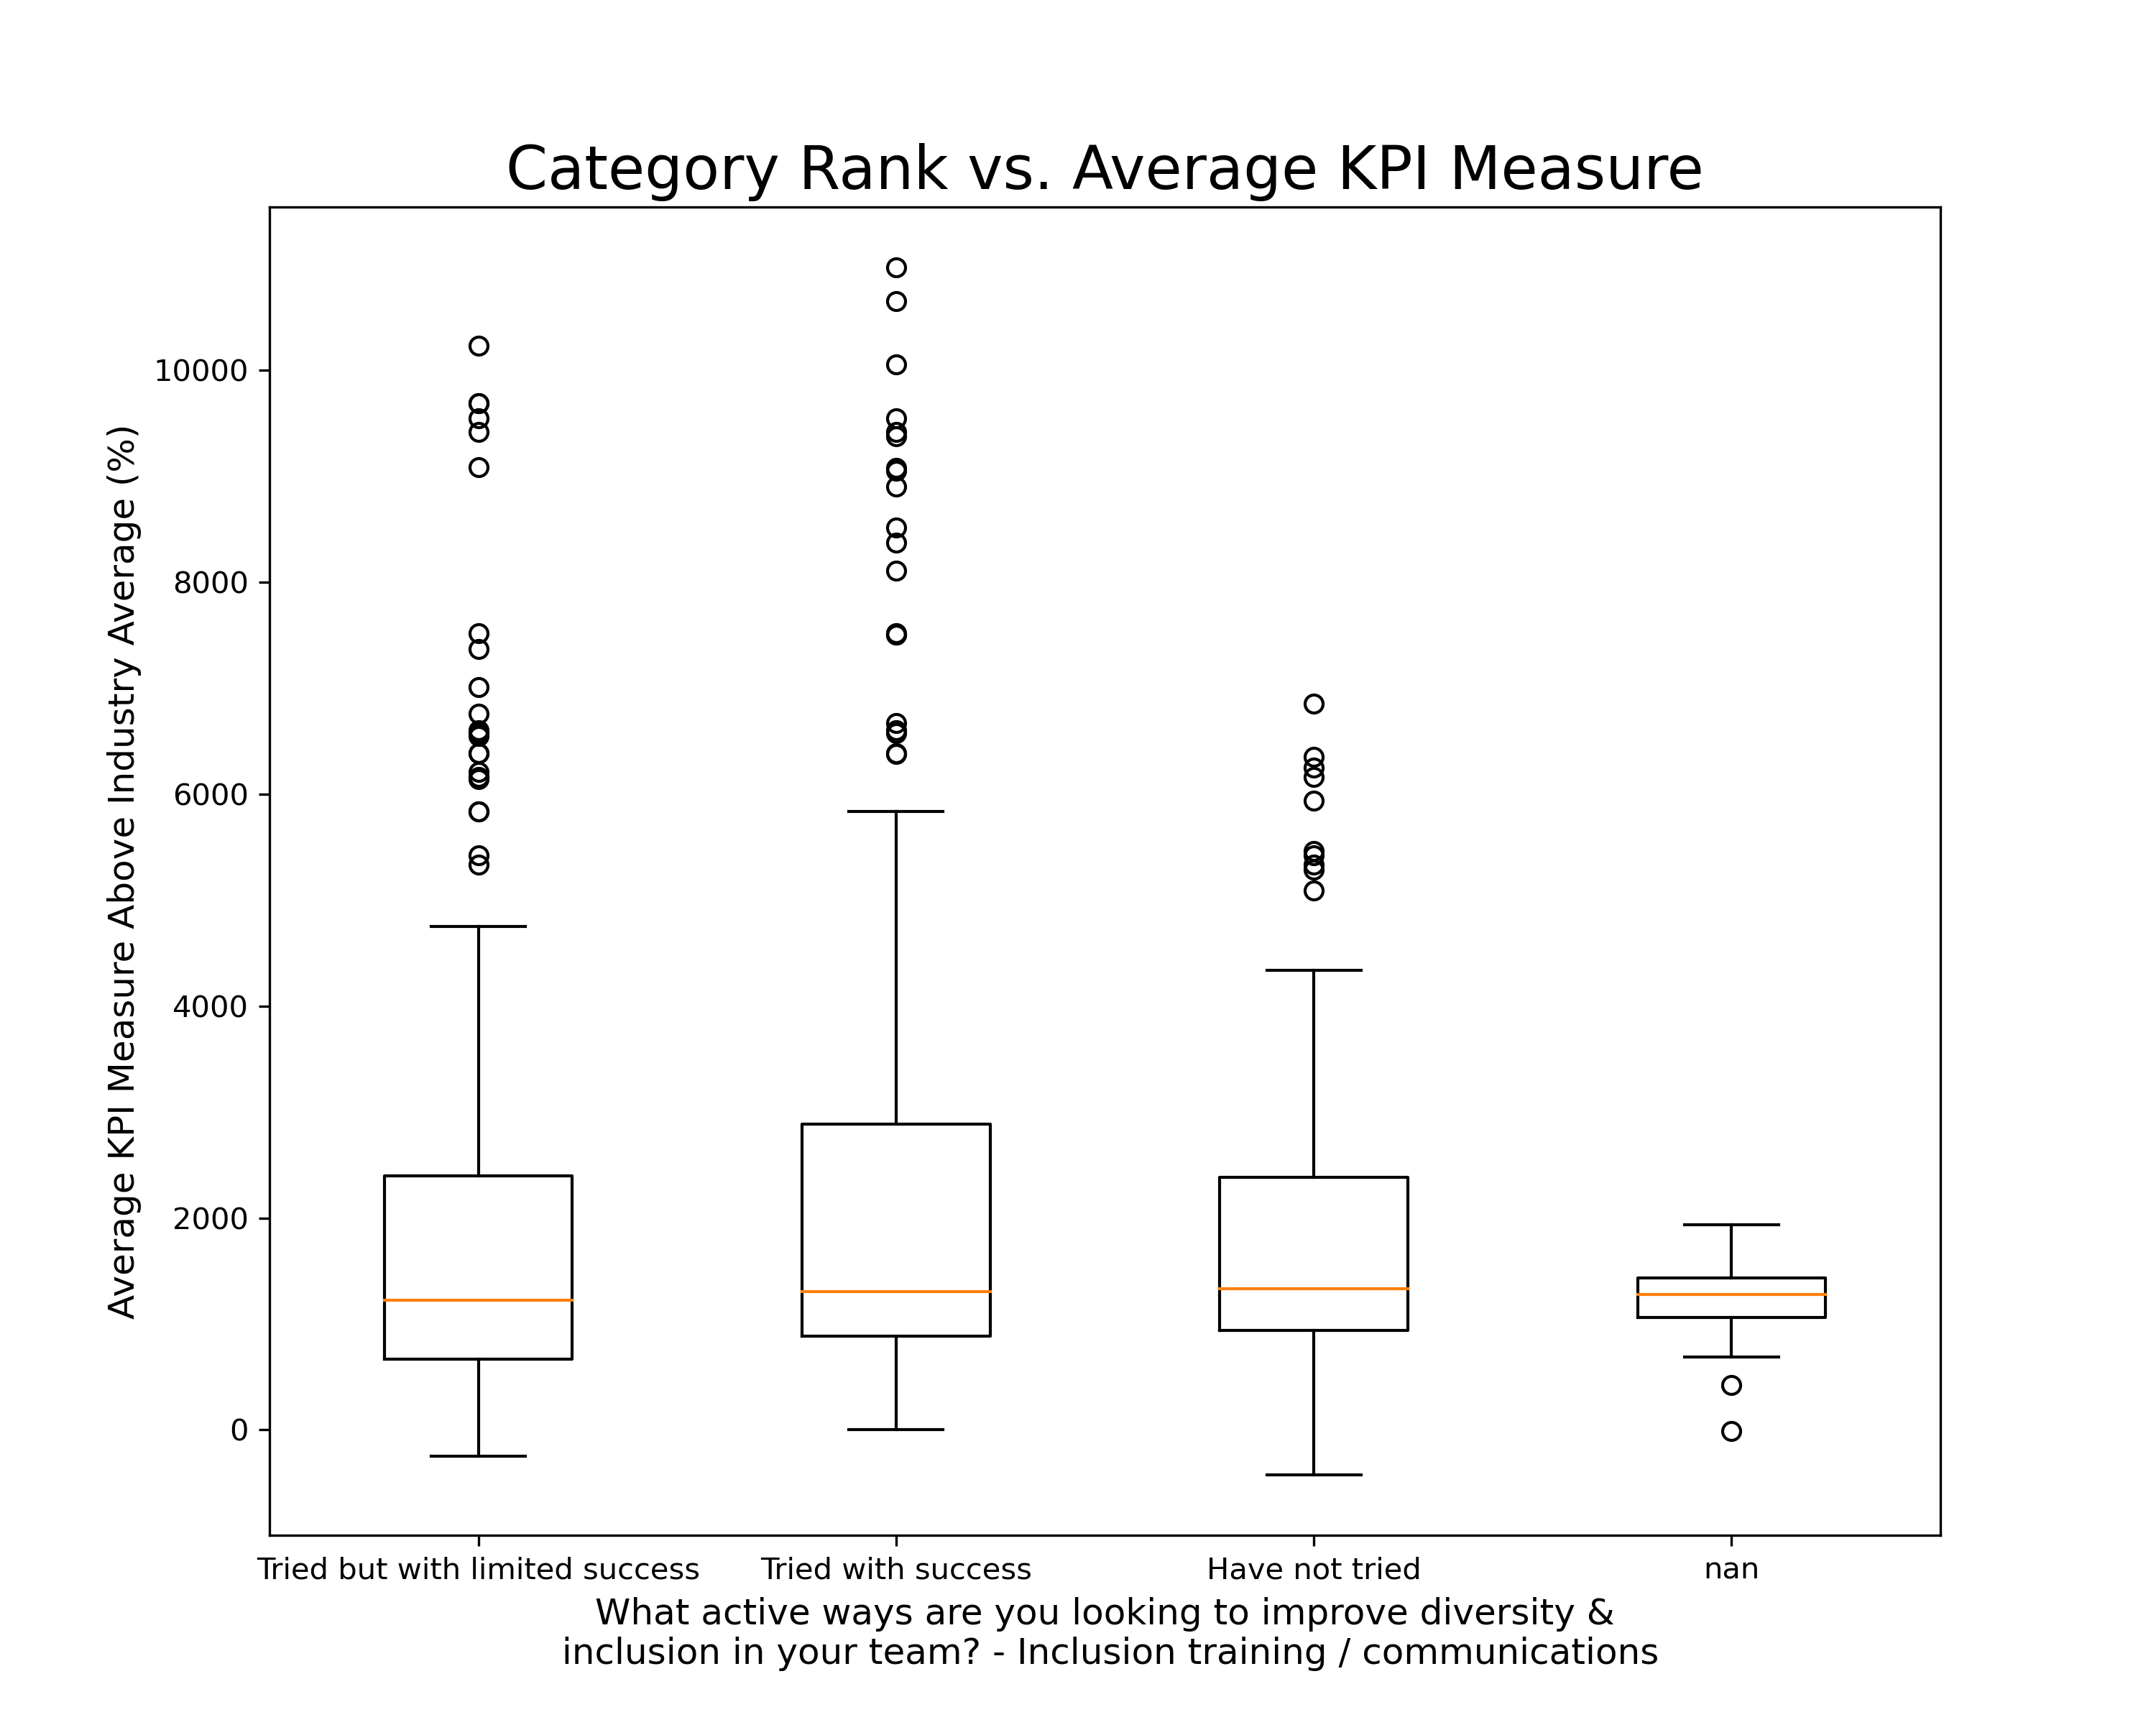 Category Rank vs. Average KPI Measure
Average KPI Measure Above Industry Average (%)
10000
8000
6000
4000
2000
0
Tried but with limited success
Tried with success
Have not tried
nan
What active ways are you looking to improve diversity &
inclusion in your team? - Inclusion training / communications